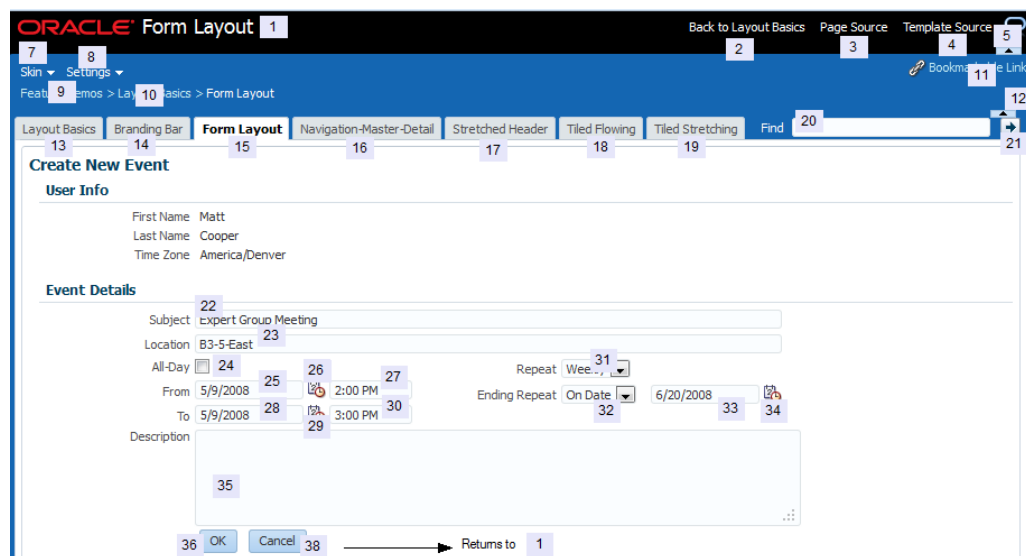 ORACLE Form Layout 1 Back to Layout Basics Page Source Template Source
2 3 4 5
7 8
Skin Settings Bookmarkable Link
11
9 10 > Form Layout
12
Layout Basics Branding Bar Form Layout Navigation-Master-Detail Stretched Header Tiled Flowing Tiled Stretching Find 20
13 14 15 16 17 18 19 21
Create New Event
User Info
First Name Matt
Last Name Cooper
Time Zone America/Denver
Event Details
22
Subject Expert Group Meeting
23
Location B3-5-East
All-Day 24 26 27 Repeat Weekly 31
From 5/9/2008 25 2:00 PM Ending Repeat On Date 6/20/2008
28 30 32 33 34
To 5/9/2008 29 3:00 PM
Description
35
36 OK Cancel 38 Returns to 1